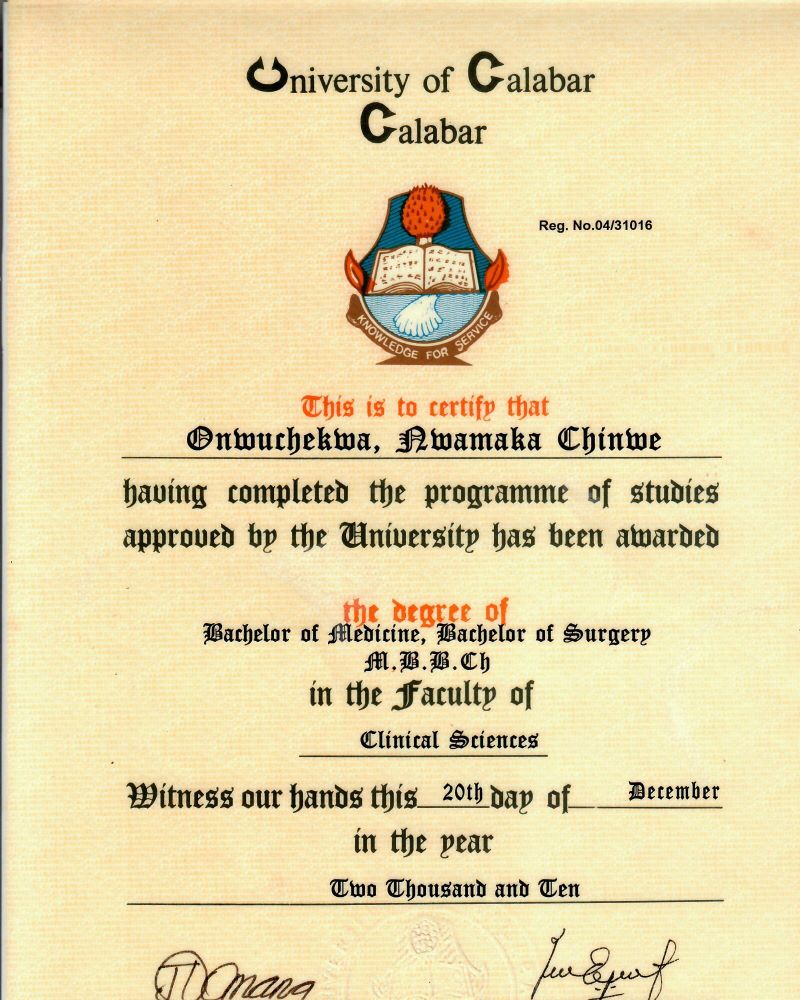 University of Calabar
Calabar
Reg. No.04/31016
KNOWLEDGE FOR SERVICE
This is to certify that
Onwuchekwa, Nwamaka Chinwe
having completed the programme of studies
approved by the University has been awarded
the degree of
Bachelor of Medicine, Bachelor of Surgery
M.B.B.Ch
in the Faculty of
Clinical Sciences
Witness our hands this 20th day of December
in the year
Two Thousand and Ten